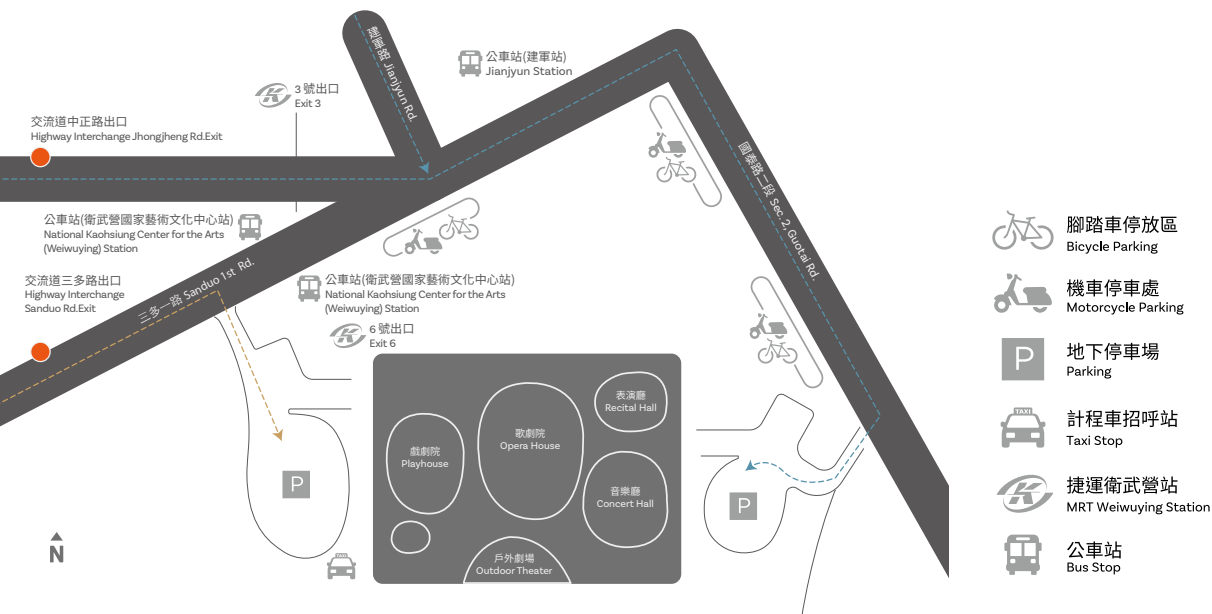 建軍路 Jianjyun Rd.
公車站(建軍站)
Jianjyun Station
3 號出口
Exit 3
交流道中正路出口
Highway Interchange Jhongjheng Rd.Exit
國泰路二段 Sec. 2, Guotai Rd.
公車站(衛武營國家藝術文化中心站)
National Kaohsiung Center for the Arts
(Weiwuying) Station
交流道三多路出口
Highway Interchange
Sanduo Rd.Exit
三多一路 Sanduo 1st Rd.
公車站(衛武營國家藝術文化中心站)
National Kaohsiung Center for the Arts
(Weiwuying) Station
6 號出口
Exit 6
表演廳
Recital Hall
歌劇院
Opera House
戲劇院
Playhouse
音樂廳
Concert Hall
戶外劇場
Outdoor Theater
P
P
TAXI
N
腳踏車停放區
Bicycle Parking
機車停車處
Motorcycle Parking
P
地下停車場
Parking
TAXI
計程車招呼站
Taxi Stop
捷運衛武營站
MRT Weiwuying Station
公車站
Bus Stop